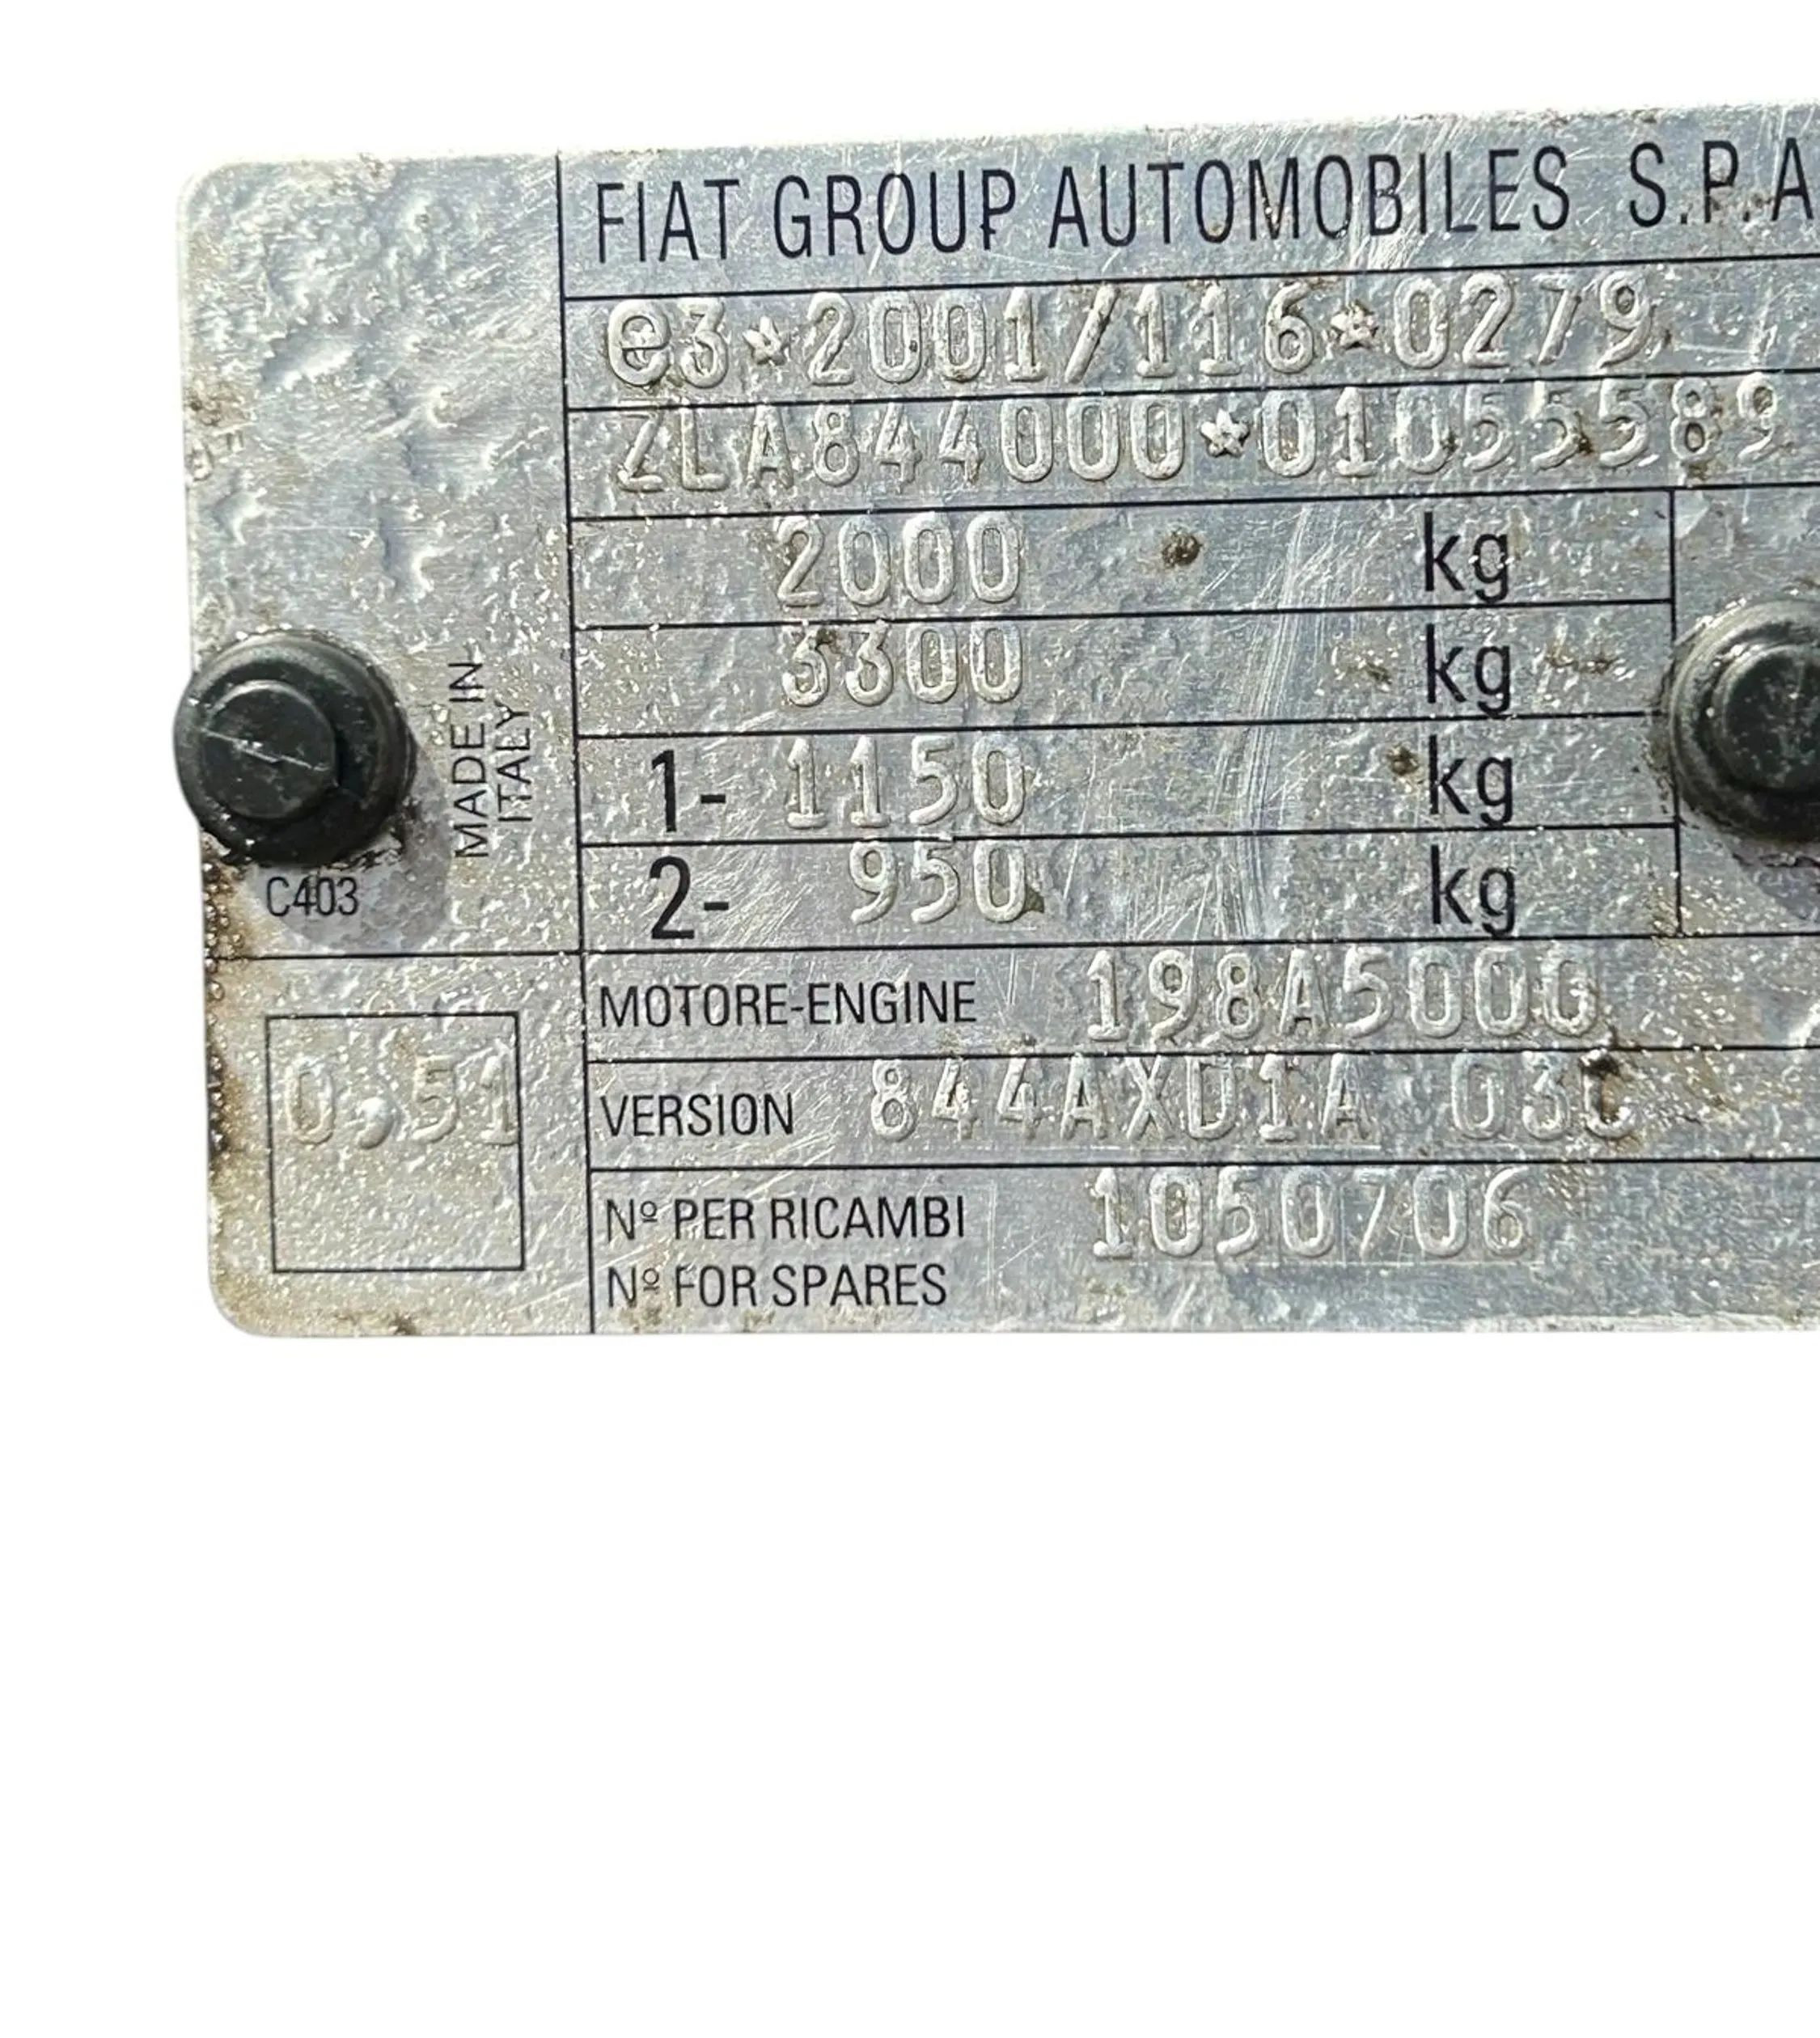 FIAT GROUP AUTOMOBILES S.P.A
e3*2001/116*0279
ZLA844000*01055589
2000 kg
3300 kg
1- 1150 kg
2- 950 kg
MADE IN
ITALY
C403
MOTORE-ENGINE 198A5000
0,51
VERSION 844AXD1A 03C
Nº PER RICAMBI 1050706
Nº FOR SPARES